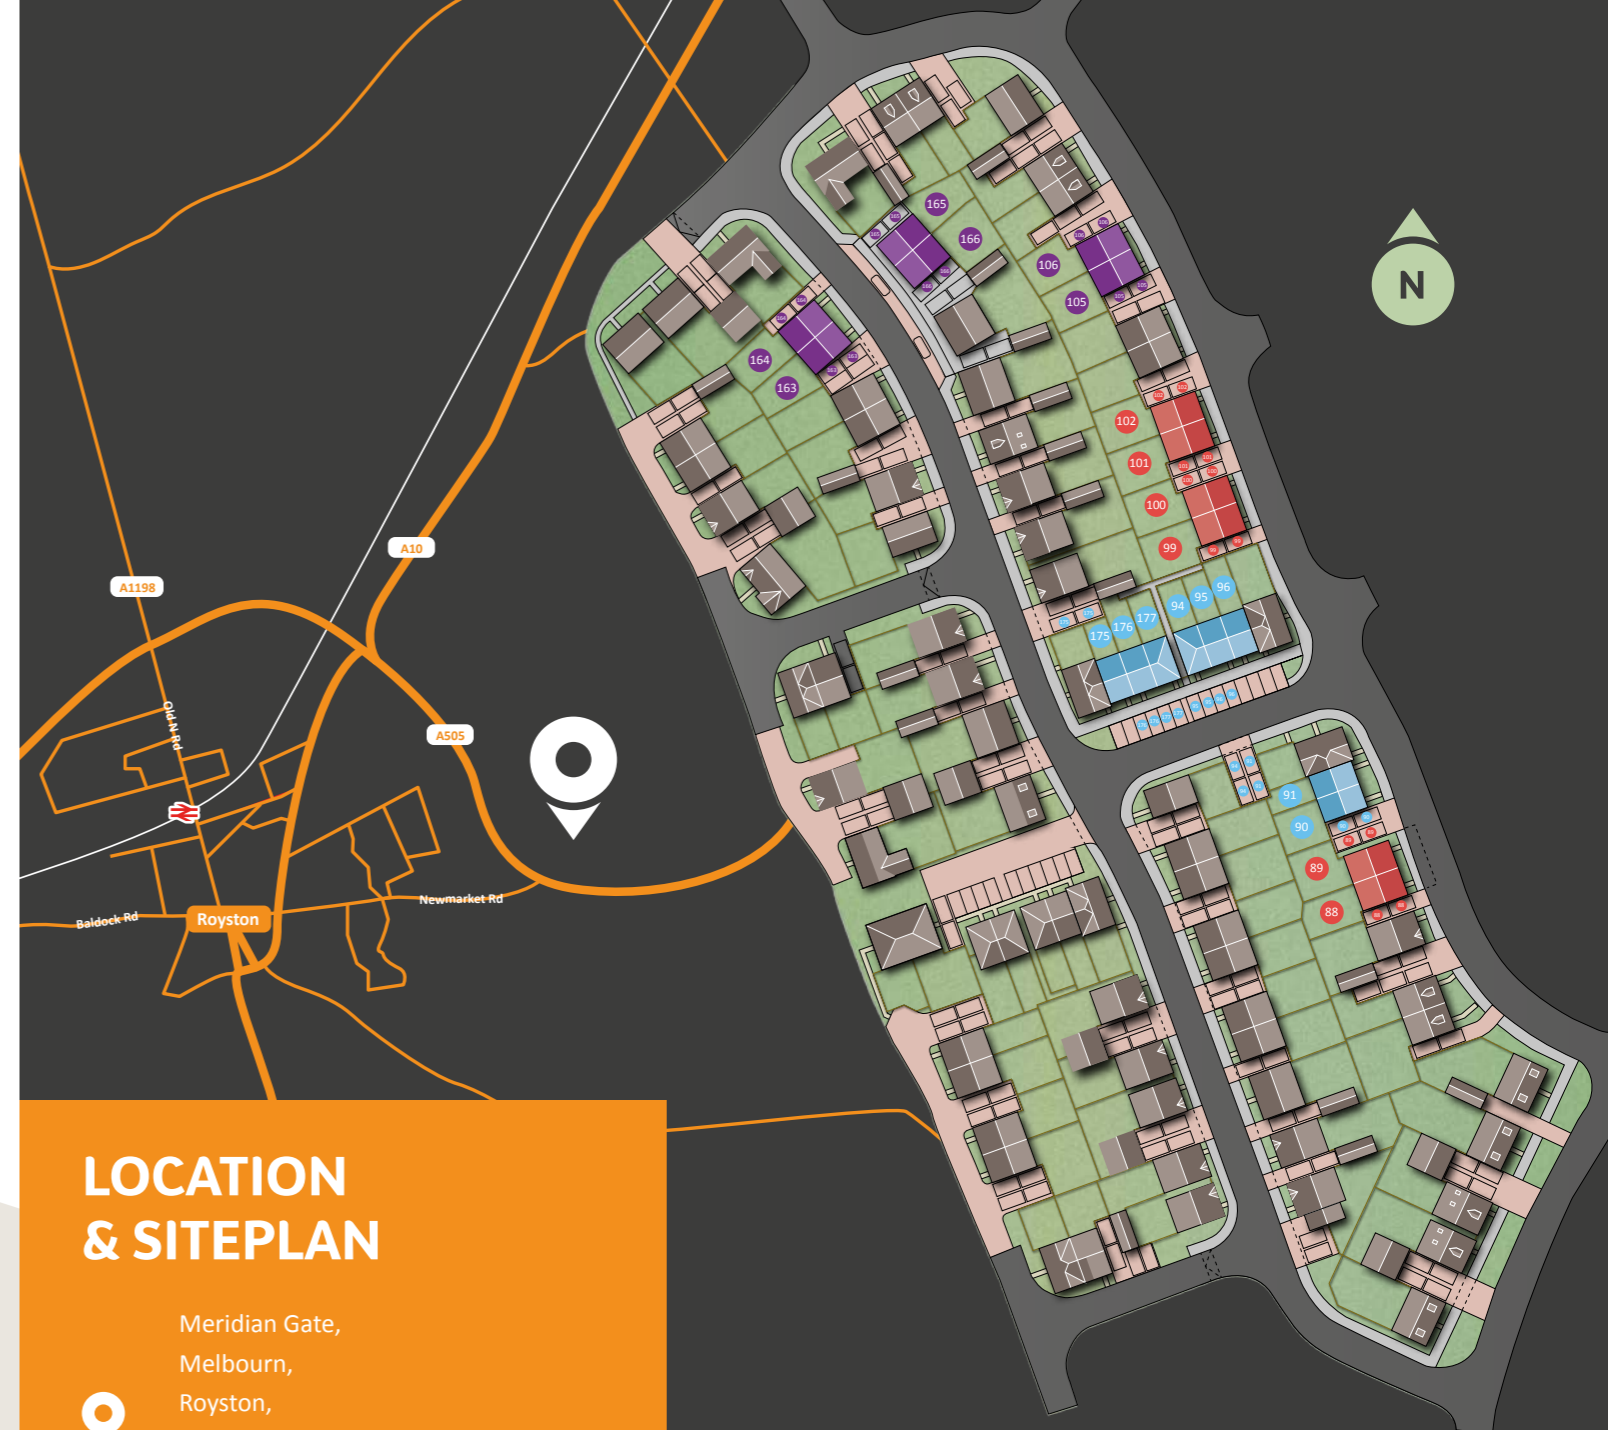 165
166
106
105
164
163
102
101
100
99
96
95
94
177
176
175
91
90
89
88
N
A10
A1198
A505
Old N Rd
Newmarket Rd
Baldock Rd
Royston
LOCATION
& SITEPLAN
Meridian Gate,
Melbourn,
Royston,